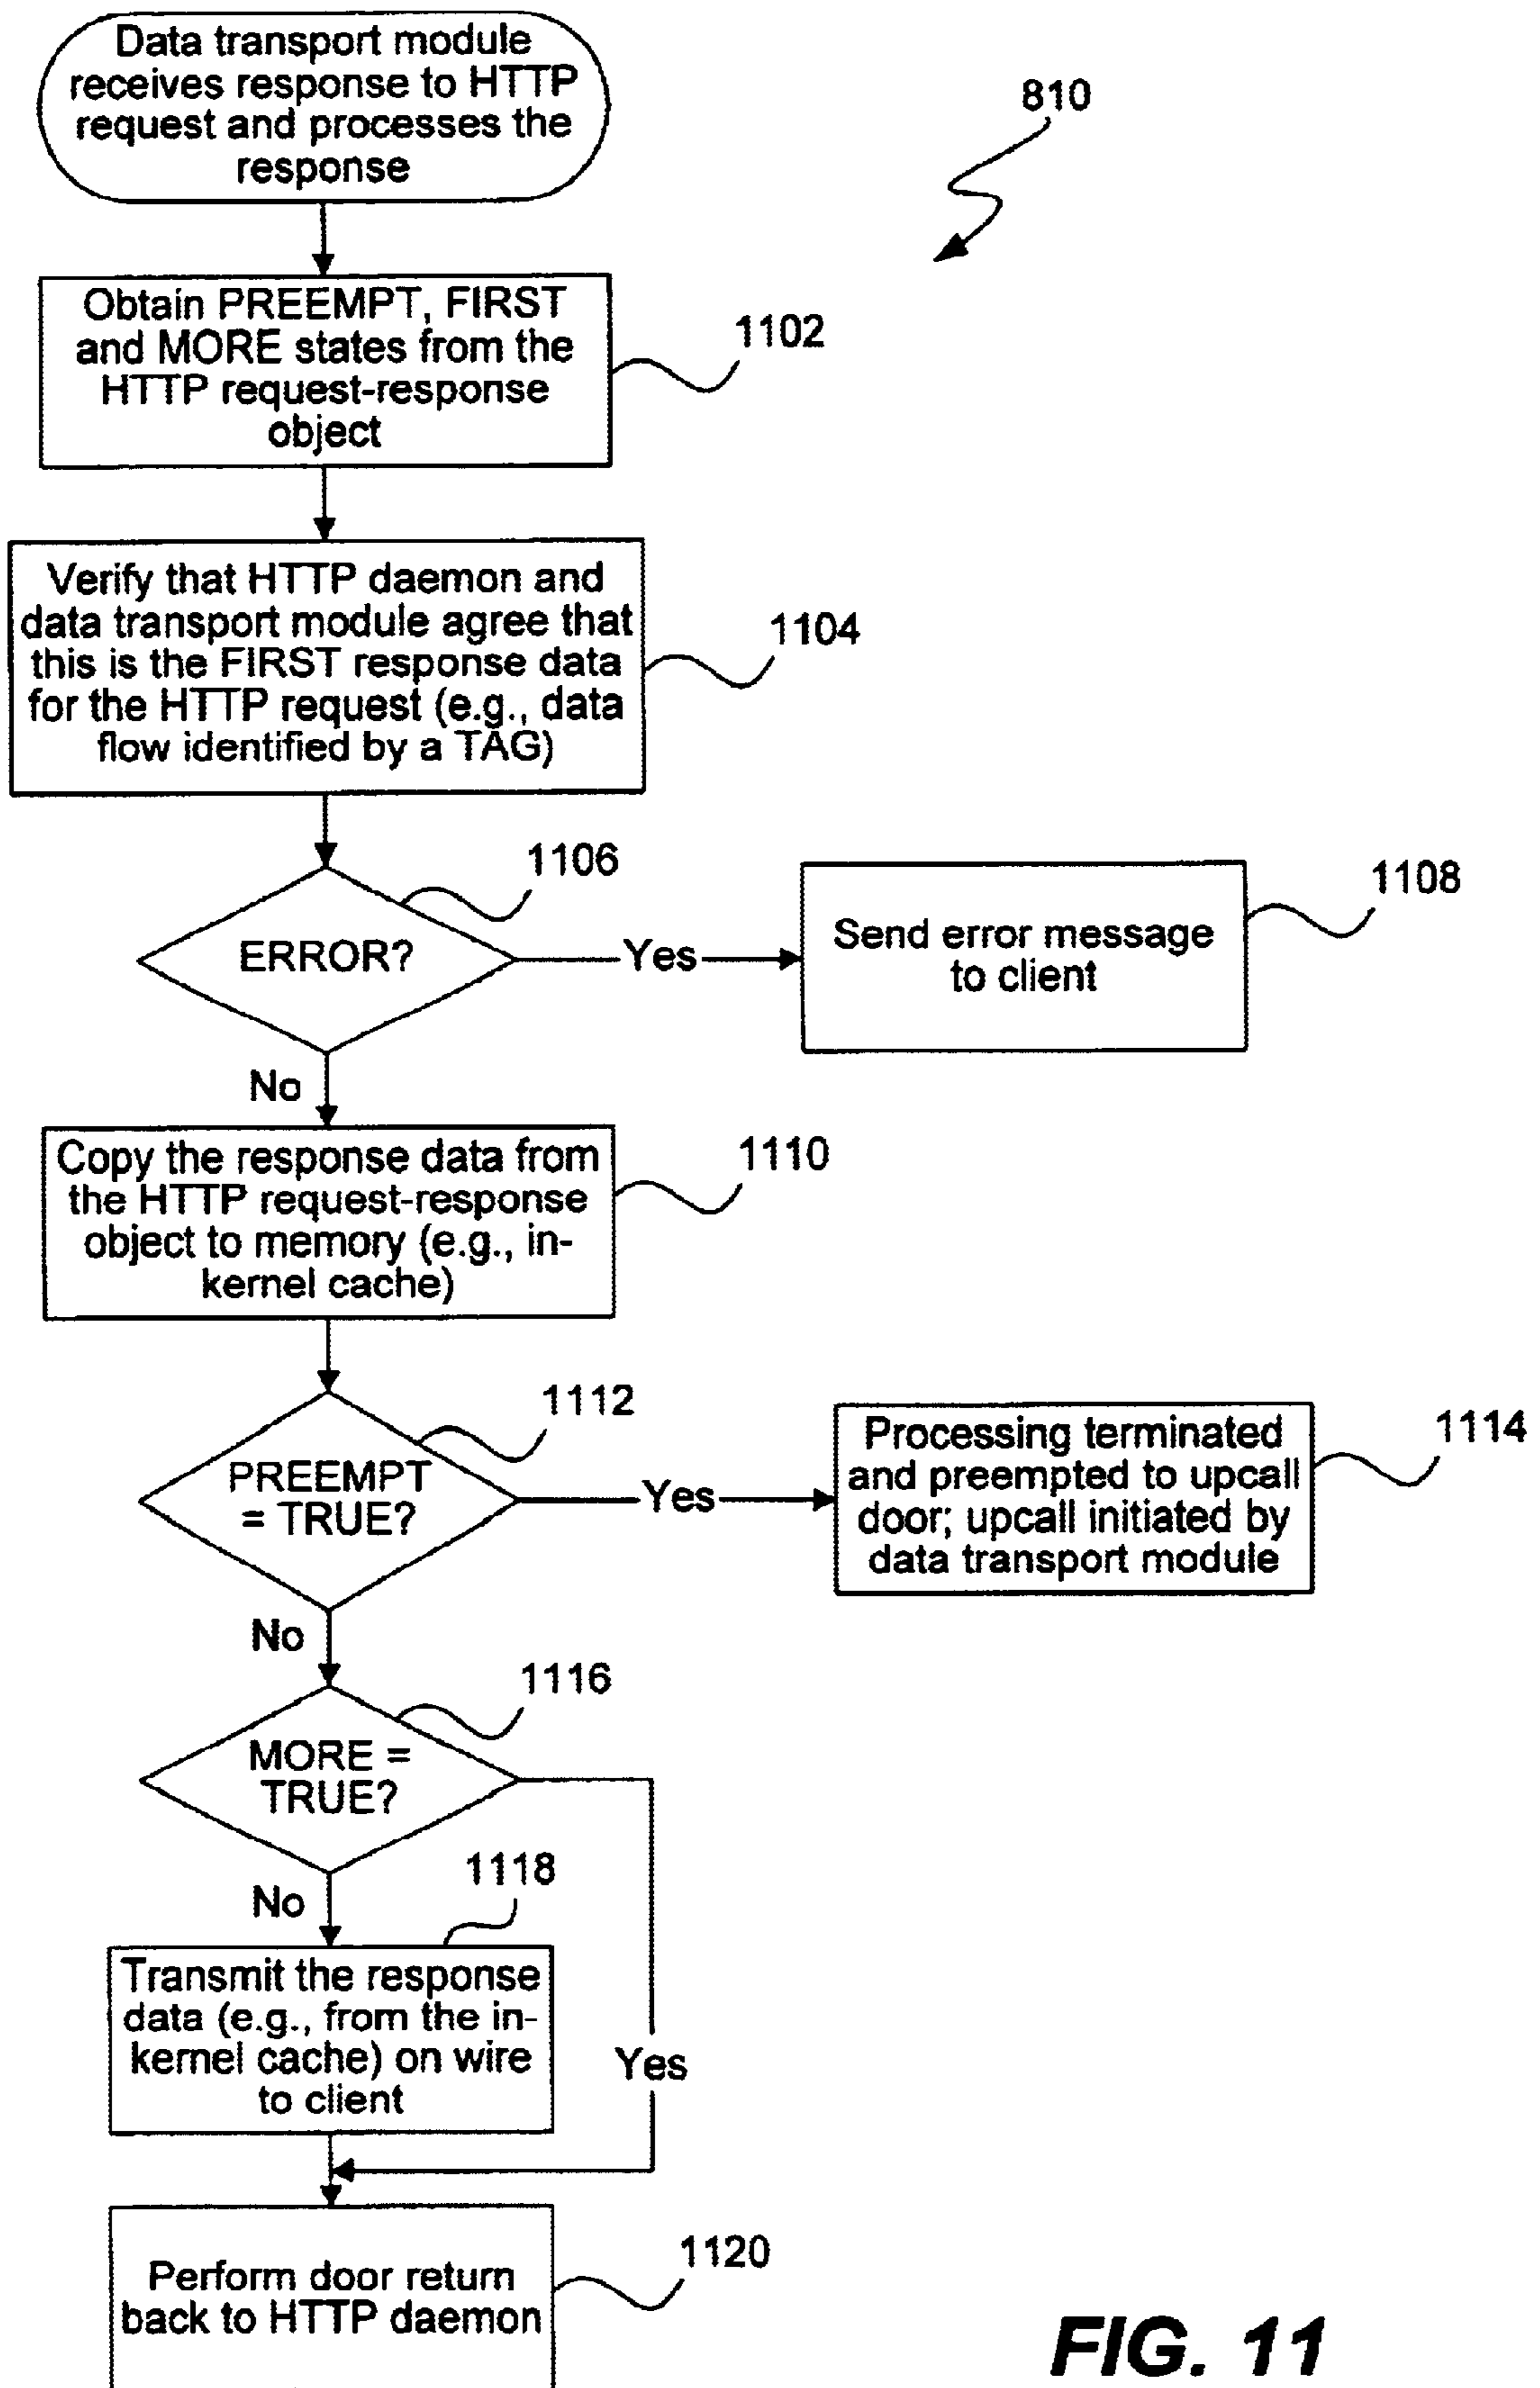 Data transport module
receives response to HTTP
request and processes the
response
810
Obtain PREEMPT, FIRST
and MORE states from the
HTTP request-response
object
1102
Verify that HTTP daemon and
data transport module agree that
this is the FIRST response data
for the HTTP request (e.g., data
flow identified by a TAG)
1104
ERROR?
1106
Yes
Send error message
to client
1108
No
Copy the response data from
the HTTP request-response
object to memory (e.g., in-
kernel cache)
1110
PREEMPT
= TRUE?
1112
Yes
Processing terminated
and preempted to upcall
door; upcall initiated by
data transport module
1114
No
MORE =
TRUE?
1116
No
1118
Transmit the response
data (e.g., from the in-
kernel cache) on wire
to client
Yes
Perform door return
back to HTTP daemon
1120
FIG. 11